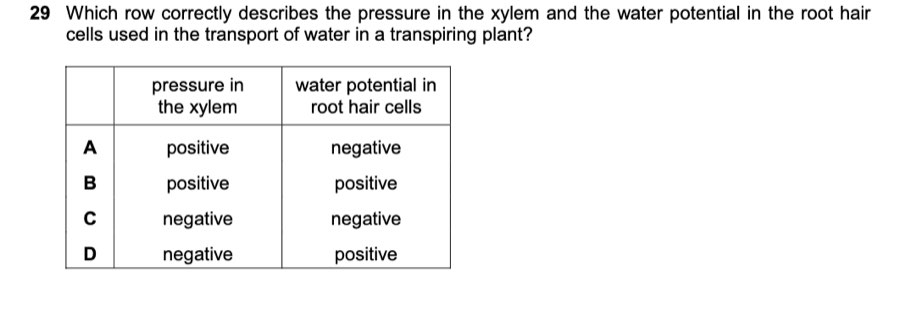 29 Which row correctly describes the pressure in the xylem and the water potential in the root hair
cells used in the transport of water in a transpiring plant?
pressure in the xylem water potential in root hair cells
A positive negative
B positive positive
C negative negative
D negative positive